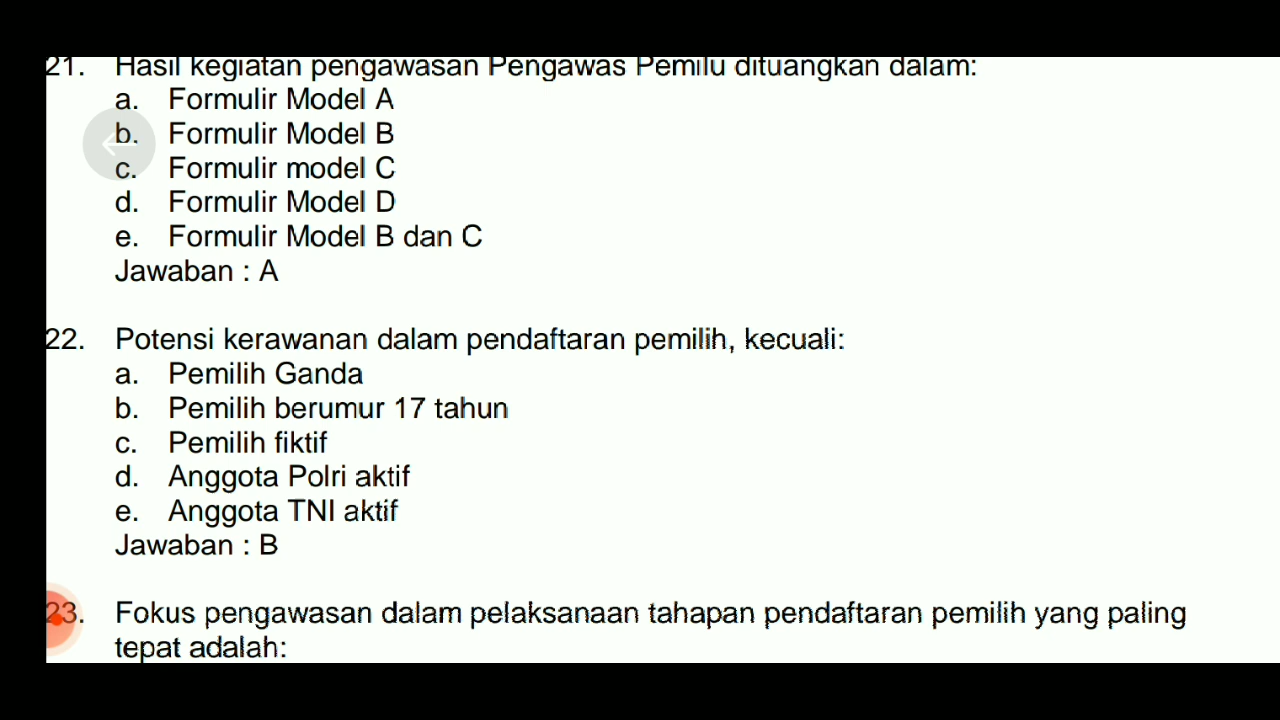 21. Hasil kegiatan pengawasan Pengawas Pemilu dituangkan dalam:
a. Formulir Model A
b. Formulir Model B
c. Formulir model C
d. Formulir Model D
e. Formulir Model B dan C
Jawaban : A
22. Potensi kerawanan dalam pendaftaran pemilih, kecuali:
a. Pemilih Ganda
b. Pemilih berumur 17 tahun
c. Pemilih fiktif
d. Anggota Polri aktif
e. Anggota TNI aktif
Jawaban : B
23. Fokus pengawasan dalam pelaksanaan tahapan pendaftaran pemilih yang paling
tepat adalah: